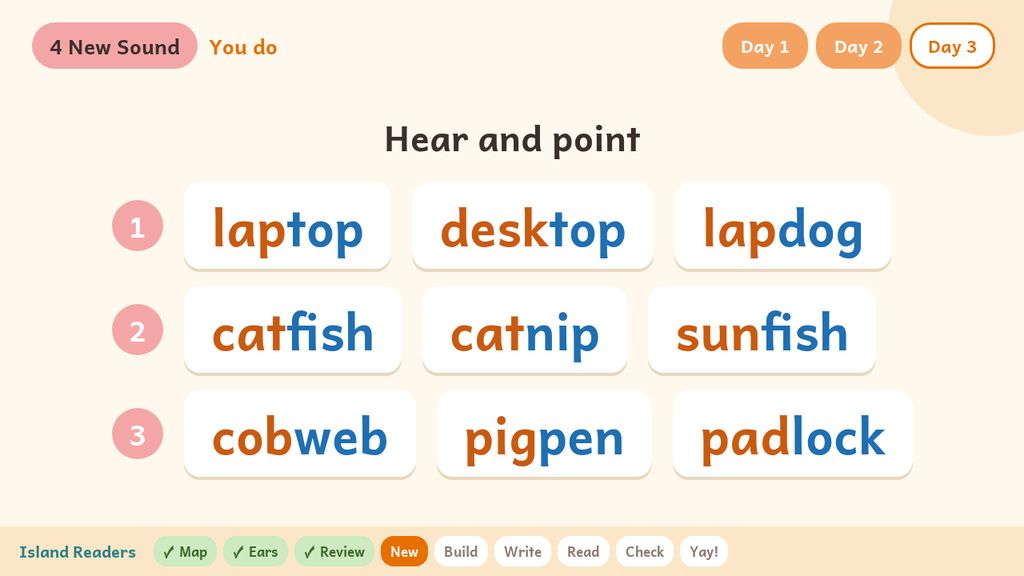 4 New Sound You do Day 1 Day 2 Day 3
Hear and point
1 laptop desktop lapdog
2 catfish catnip sunfish
3 cobweb pigpen padlock
Island Readers ✓ Map ✓ Ears ✓ Review New Build Write Read Check Yay!